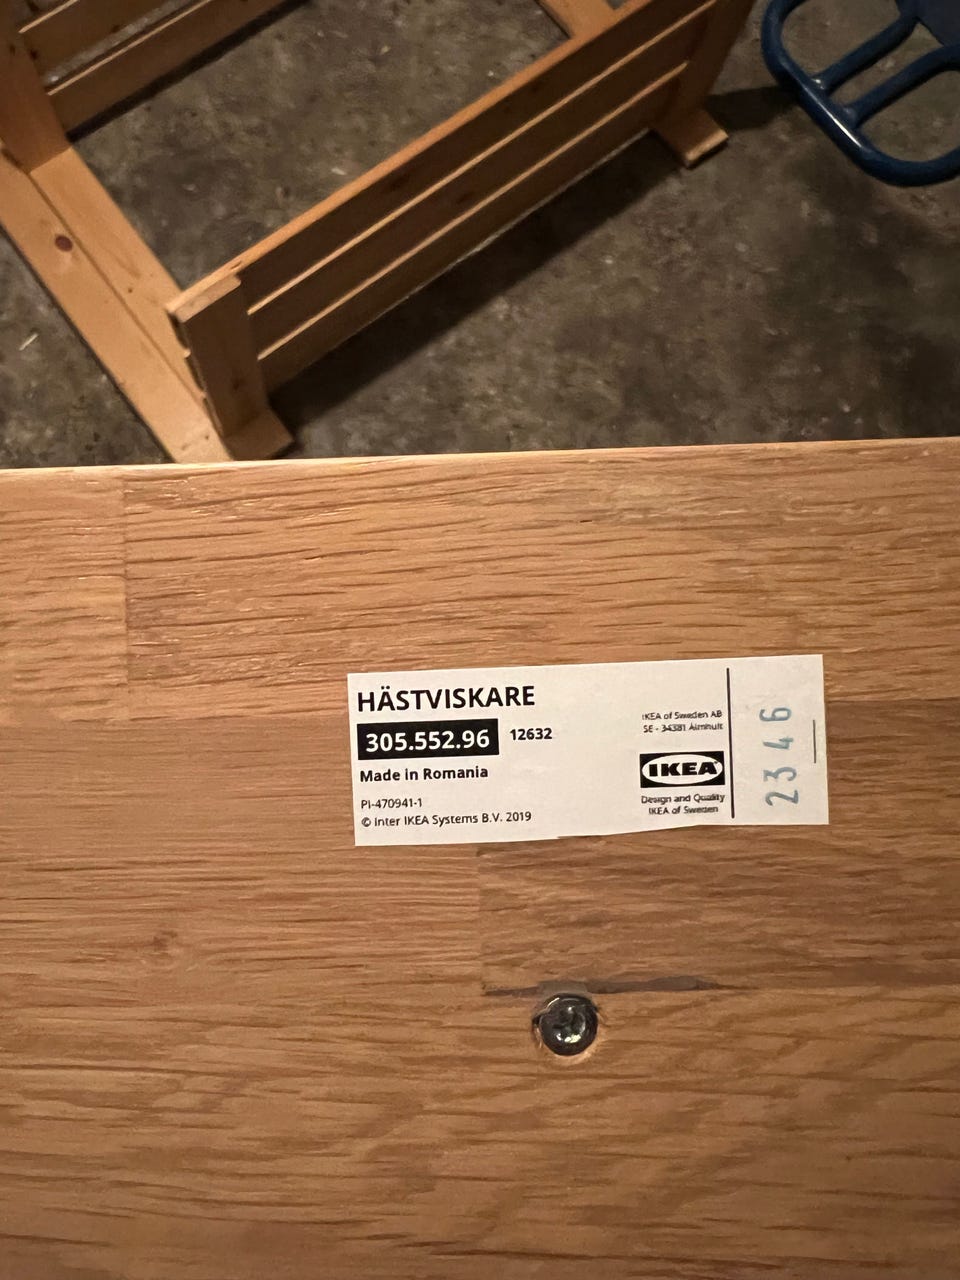 HÄSTVISKARE
305.552.96 12632
Made in Romania
PI-470941-1
© Inter IKEA Systems B.V. 2019
IKEA of Sweden AB
SE - 34381 Älmhult
IKEA
Design and Quality
IKEA of Sweden
2346